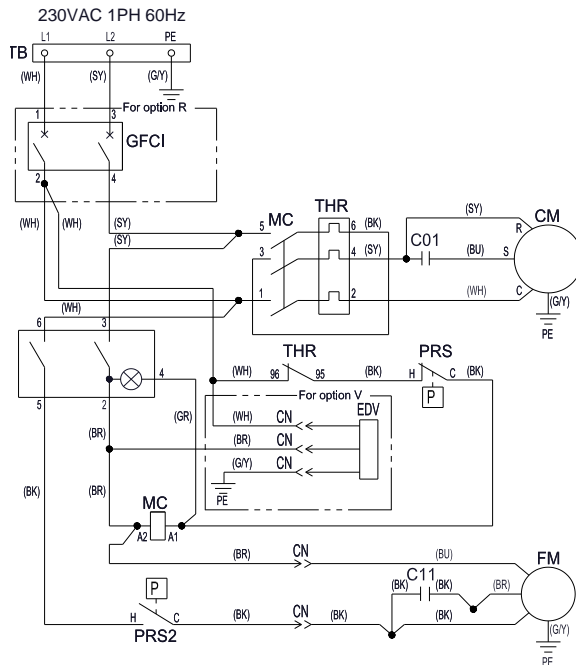 230VAC 1PH 60Hz
L1 L2 PE
TB
(WH) (SY) (G/Y)
For option R
1 3
GFCI
2 4
(WH) (WH) (SY)
(SY)
MC THR
5 6 (BK)
3 4 (SY)
1 2
(SY) CM
C01 R
(BU) S
(WH) C
(G/Y)
PE
(WH)
6 3
4
5 2
(GR)
THR PRS
(WH) 96 95 (BK) H C (BK)
P
For option V
EDV
(WH) CN
(BR) CN
(G/Y) CN
PE
(BR)
(BK) (BR)
MC
A2 A1
(BR) CN (BU)
FM
C11
(BK) (BK) (BR)
P
H C (BK) CN (BK) (BK)
PRS2
(G/Y)
PE